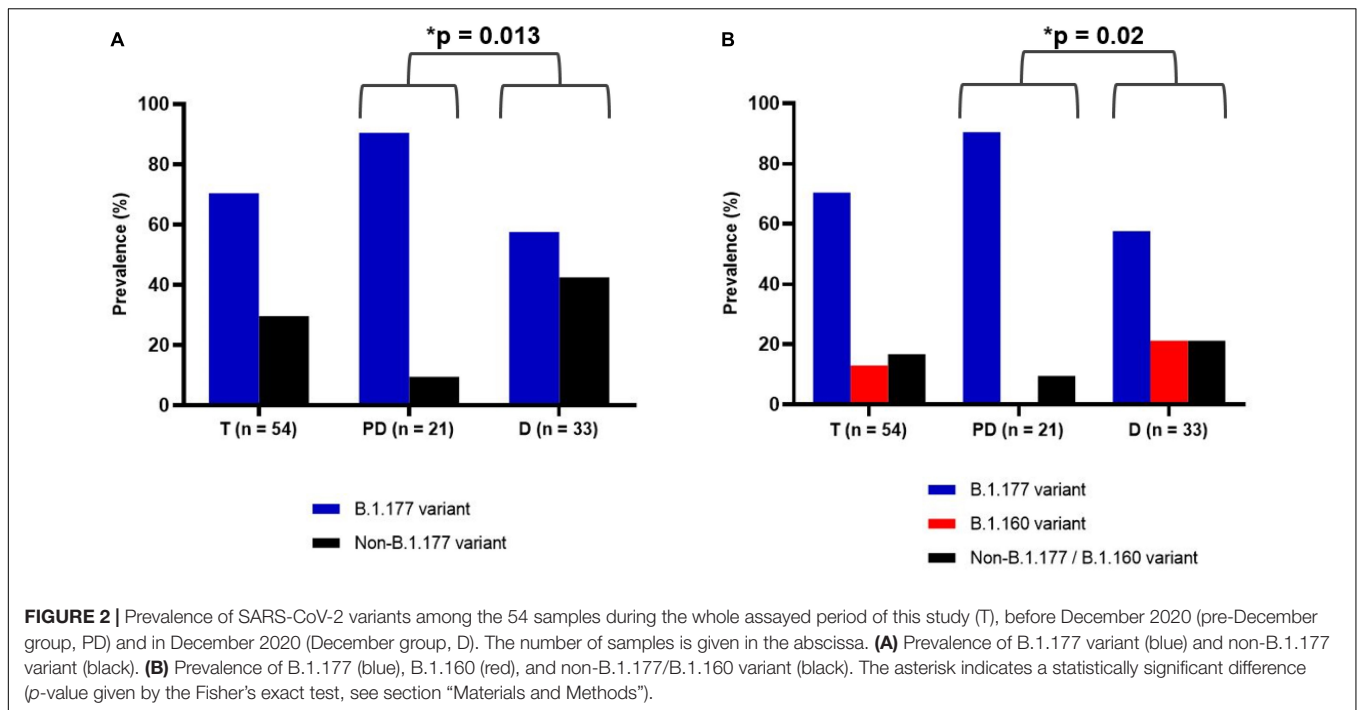 A
*p = 0.013
Prevalence (%)
100
80
60
40
20
0
T (n = 54)
PD (n = 21)
D (n = 33)
B.1.177 variant
Non-B.1.177 variant
B
*p = 0.02
Prevalence (%)
100
80
60
40
20
0
T (n = 54)
PD (n = 21)
D (n = 33)
B.1.177 variant
B.1.160 variant
Non-B.1.177 / B.1.160 variant
FIGURE 2 | Prevalence of SARS-CoV-2 variants among the 54 samples during the whole assayed period of this study (T), before December 2020 (pre-December
group, PD) and in December 2020 (December group, D). The number of samples is given in the abscissa. (A) Prevalence of B.1.177 variant (blue) and non-B.1.177
variant (black). (B) Prevalence of B.1.177 (blue), B.1.160 (red), and non-B.1.177/B.1.160 variant (black). The asterisk indicates a statistically significant difference
(p-value given by the Fisher's exact test, see section “Materials and Methods”).